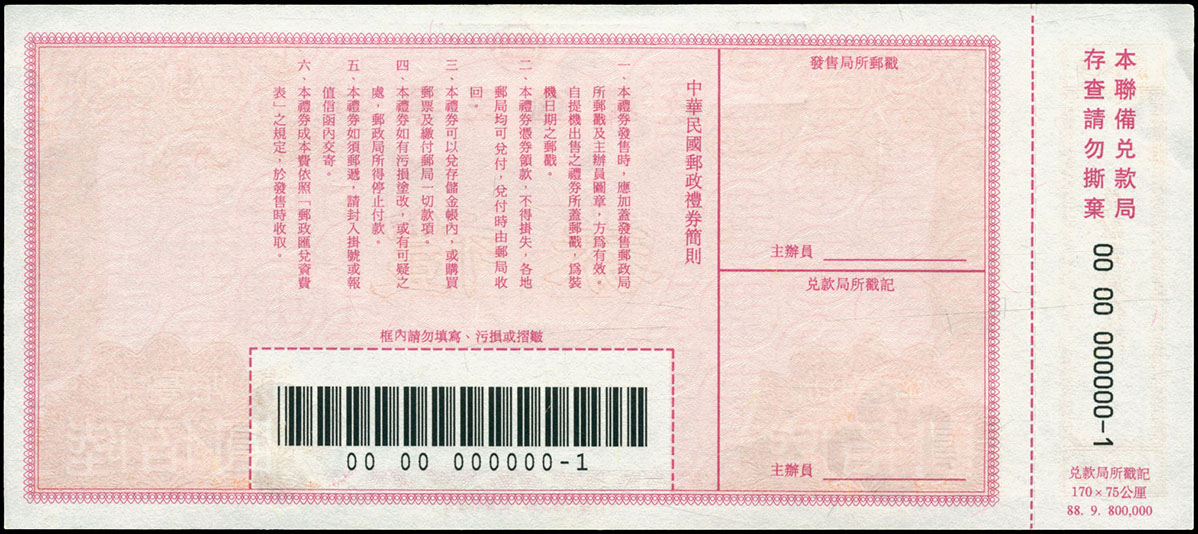 本聯備兌款局
存查請勿撕棄
00 00 000000-1
兌款局所戳記
170×75公厘
88. 9. 800,000
發售局所郵戳
主辦員
兌款局所戳記
主辦員
中華民國郵政禮券簡則
一、本禮券發售時，應加蓋發售郵政局
所郵戳及主辦員圖章，方爲有效。
自提機出售之禮券所蓋郵戳，爲裝
機日期之郵戳。
二、本禮券憑券領款，不得掛失，各地
郵局均可兌付，兌付時由郵局收
回。
三、本禮券可以兌存儲金帳內，或購買
郵票及繳付郵局一切款項。
四、本禮券如有污損塗改，或有可疑之
處，郵政局所得停止付款。
五、本禮券如須郵遞，請封入掛號或報
值信函內交寄。
六、本禮券成本費依照「郵政匯兌資費
表」之規定，於發售時收取。
框內請勿填寫、污損或摺皺
00 00 000000-1